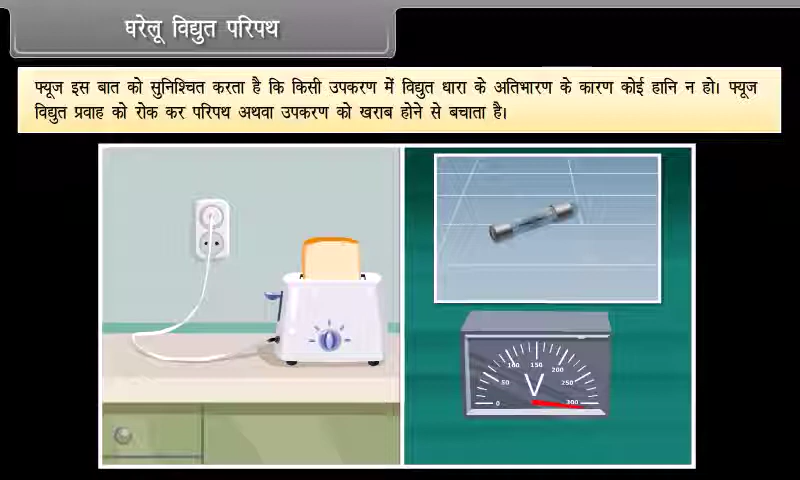 घरेलू विद्युत परिपथ
फ्यूज इस बात को सुनिश्चित करता है कि किसी उपकरण में विद्युत धारा के अतिभारण के कारण कोई हानि न हो। फ्यूज
विद्युत प्रवाह को रोक कर परिपथ अथवा उपकरण को खराब होने से बचाता है।
0 50 100 150 200 250 300
V